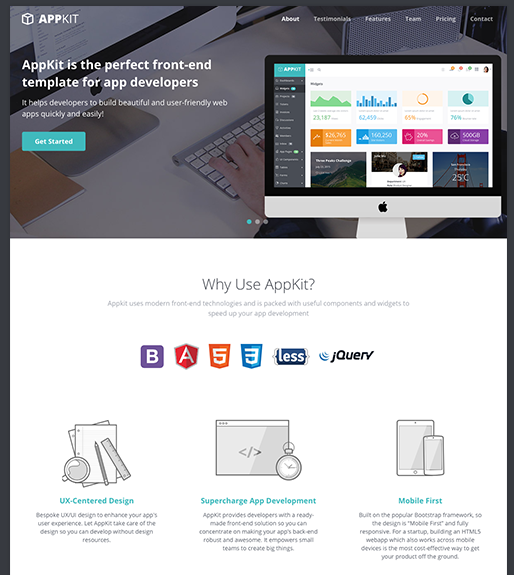 APPKIT
About Testimonials Features Team Pricing Contact
AppKit is the perfect front-end
template for app developers
It helps developers to build beautiful and user-friendly web
apps quickly and easily!
Get Started
APPKIT
Widgets
23,187
62,459
65%
76%
$26,765
160,250
20%
500GB
Three Peaks Challenge
25°C
Why Use AppKit?
Appkit uses modern front-end technologies and is packed with useful components and widgets to
speed up your app development
B A 5 3 {less} jQuery
</>
UX-Centered Design
Bespoke UX/UI design to enhance your app's
user experience. Let AppKit take care of the
design so you can develop without design
resources.
Supercharge App Development
AppKit provides developers with a ready-
made front-end solution so you can
concentrate on making your app's back-end
robust and awesome. It empowers small
teams to create big things.
Mobile First
Built on the popular Bootstrap framework, so
the design is "Mobile First" and fully
responsive. For a startup, building an HTML5
webapp which also works across mobile
devices is the most cost-effective way to get
your product off the ground.